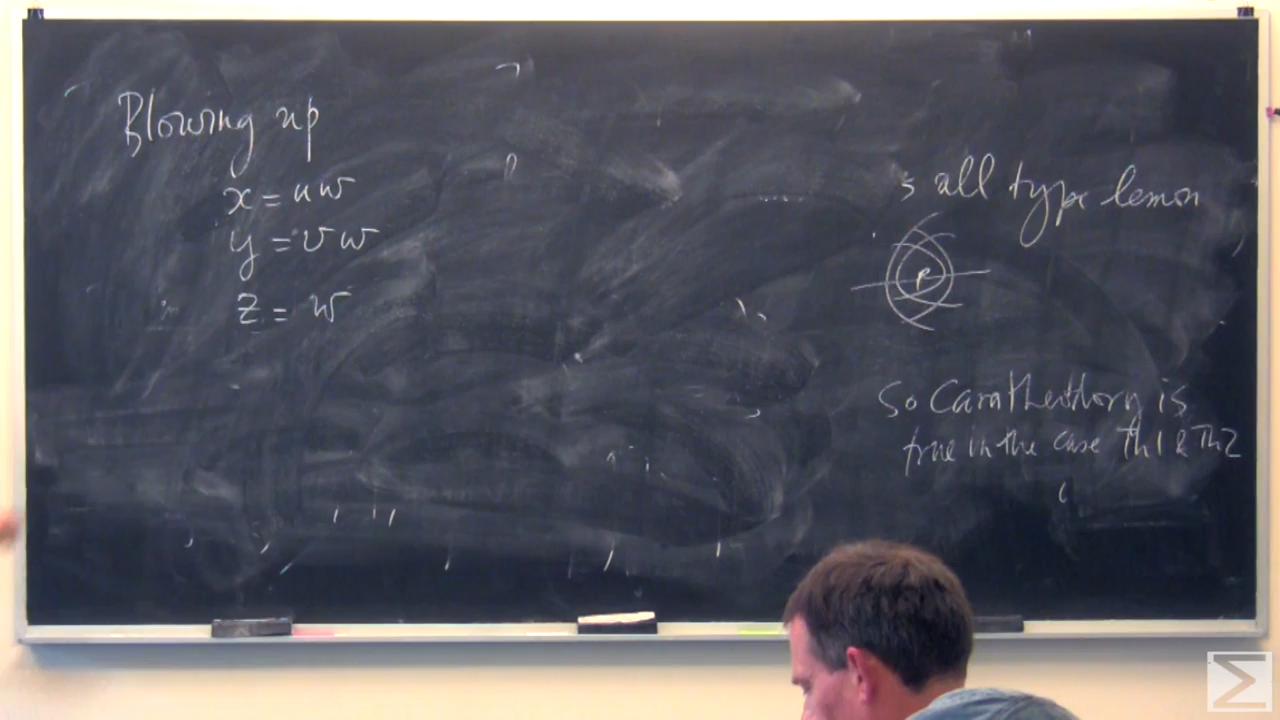 Blowing up
x = uw
y = vw
z = w
s all type lemon
P
So Caratheodory is
true in the case Th1 & Th2
Σ